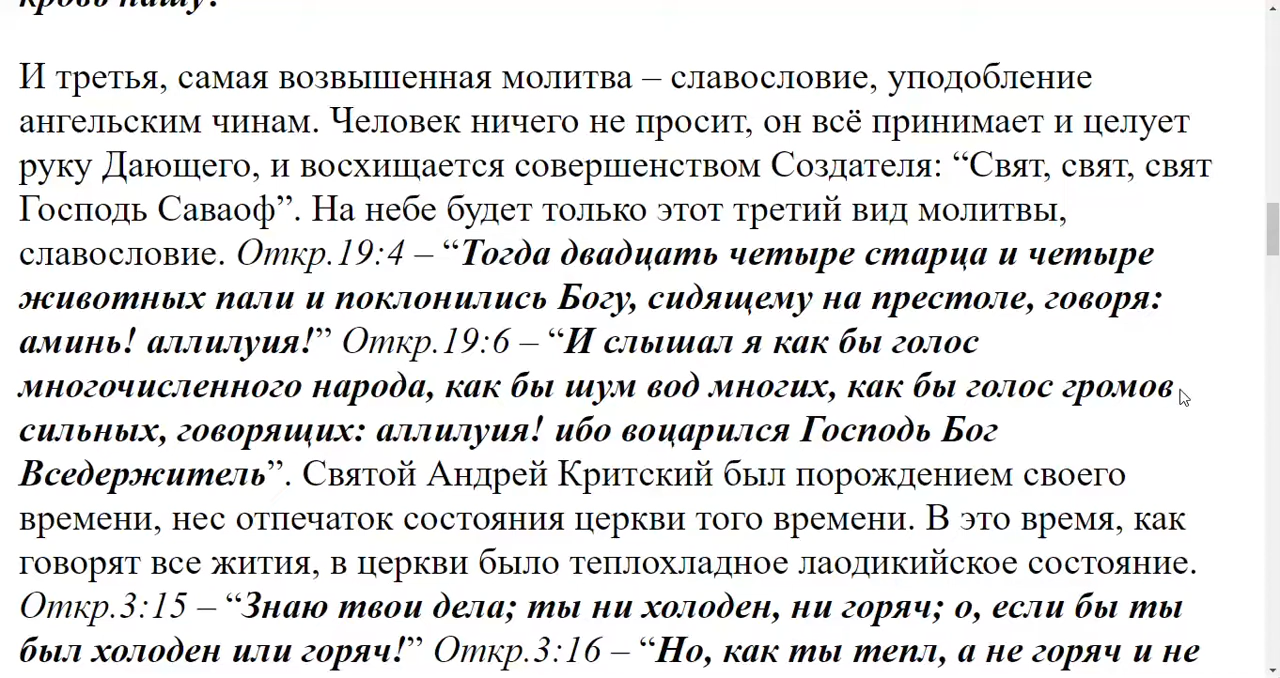 кровь нашу!
И третья, самая возвышенная молитва – славословие, уподобление
ангельским чинам. Человек ничего не просит, он всё принимает и целует
руку Дающего, и восхищается совершенством Создателя: “Свят, свят, свят
Господь Саваоф”. На небе будет только этот третий вид молитвы,
славословие. Откр.19:4 – “Тогда двадцать четыре старца и четыре
животных пали и поклонились Богу, сидящему на престоле, говоря:
аминь! аллилуия!” Откр.19:6 – “И слышал я как бы голос
многочисленного народа, как бы шум вод многих, как бы голос громов
сильных, говорящих: аллилуия! ибо воцарился Господь Бог
Вседержитель”. Святой Андрей Критский был порождением своего
времени, нес отпечаток состояния церкви того времени. В это время, как
говорят все жития, в церкви было теплохладное лаодикийское состояние.
Откр.3:15 – “Знаю твои дела; ты ни холоден, ни горяч; о, если бы ты
был холоден или горяч!” Откр.3:16 – “Но, как ты тепл, а не горяч и не